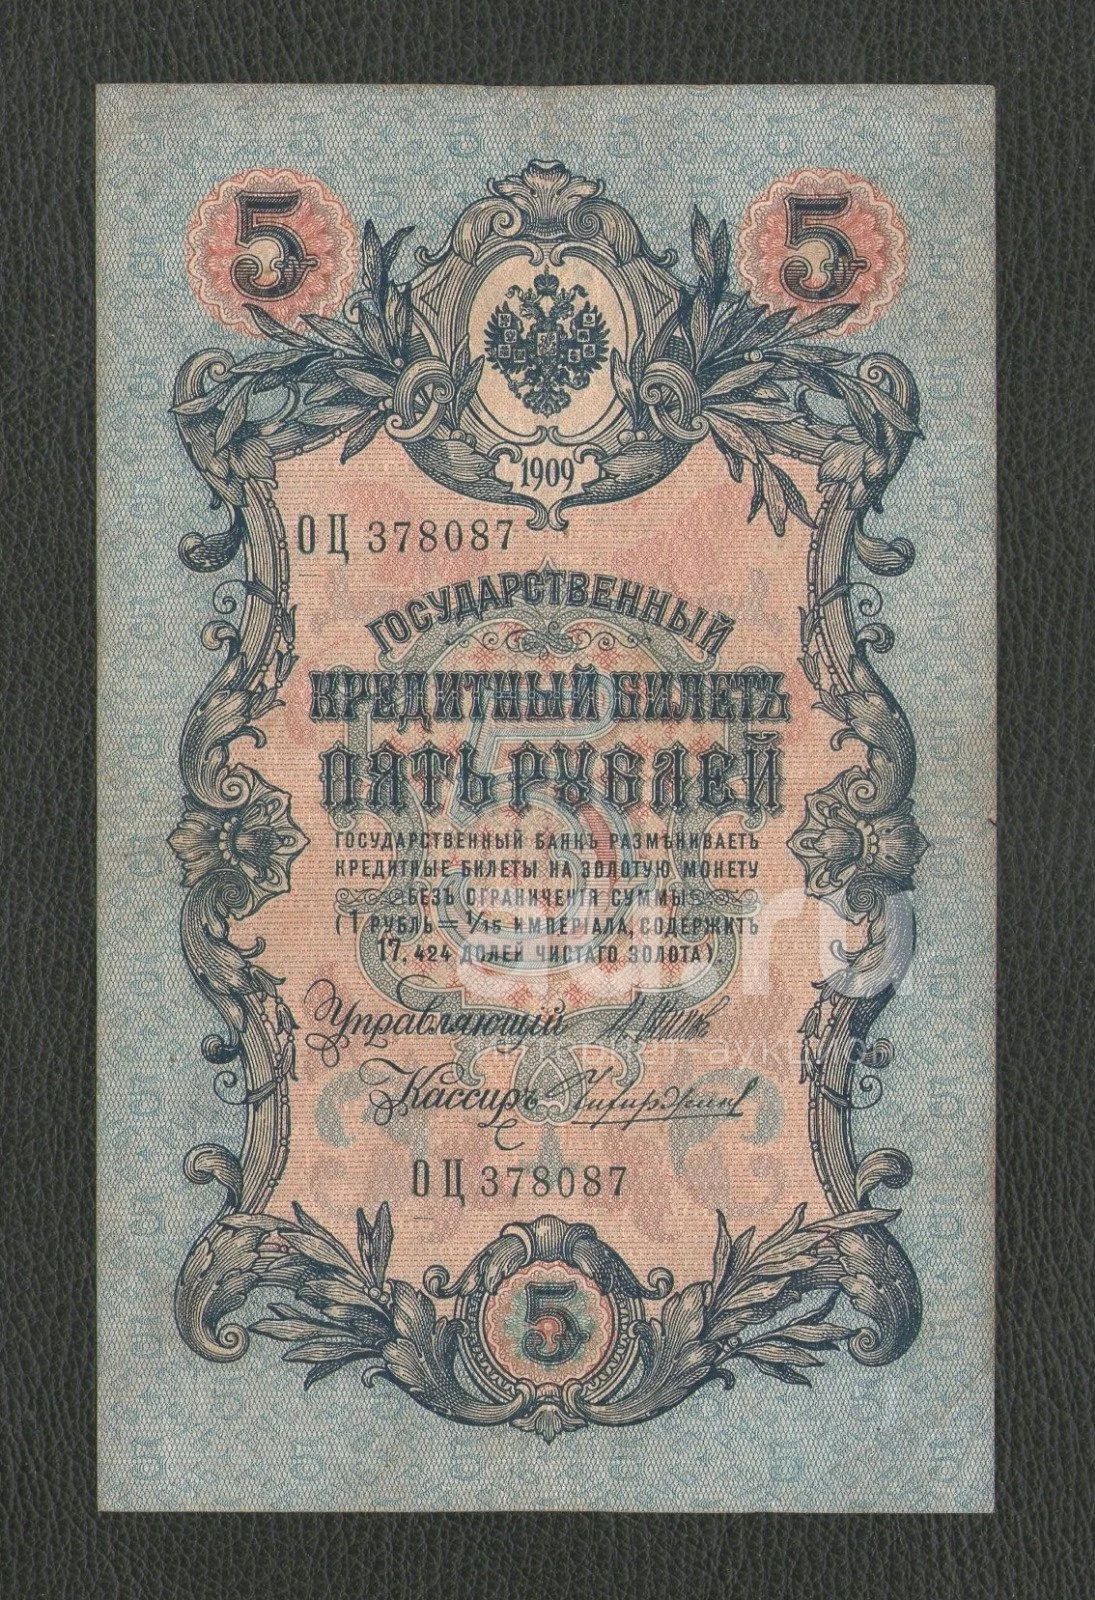 5 5
1909
ОЦ 378087
ГОСУДАРСТВЕННЫЙ
КРЕДИТНЫЙ БИЛЕТЪ
ПЯТЬ РУБЛЕЙ
ГОСУДАРСТВЕННЫЙ БАНКЪ РАЗМѢНИВАЕТЪ
КРЕДИТНЫЕ БИЛЕТЫ НА ЗОЛОТУЮ МОНЕТУ
БЕЗЪ ОГРАНИЧЕНІЯ СУММЫ
(1 РУБЛЬ = 1/15 ИМПЕРІАЛА, СОДЕРЖИТЪ
17,424 ДОЛЕЙ ЧИСТАГО ЗОЛОТА).
Управляющій
Кассиръ
ОЦ 378087
5